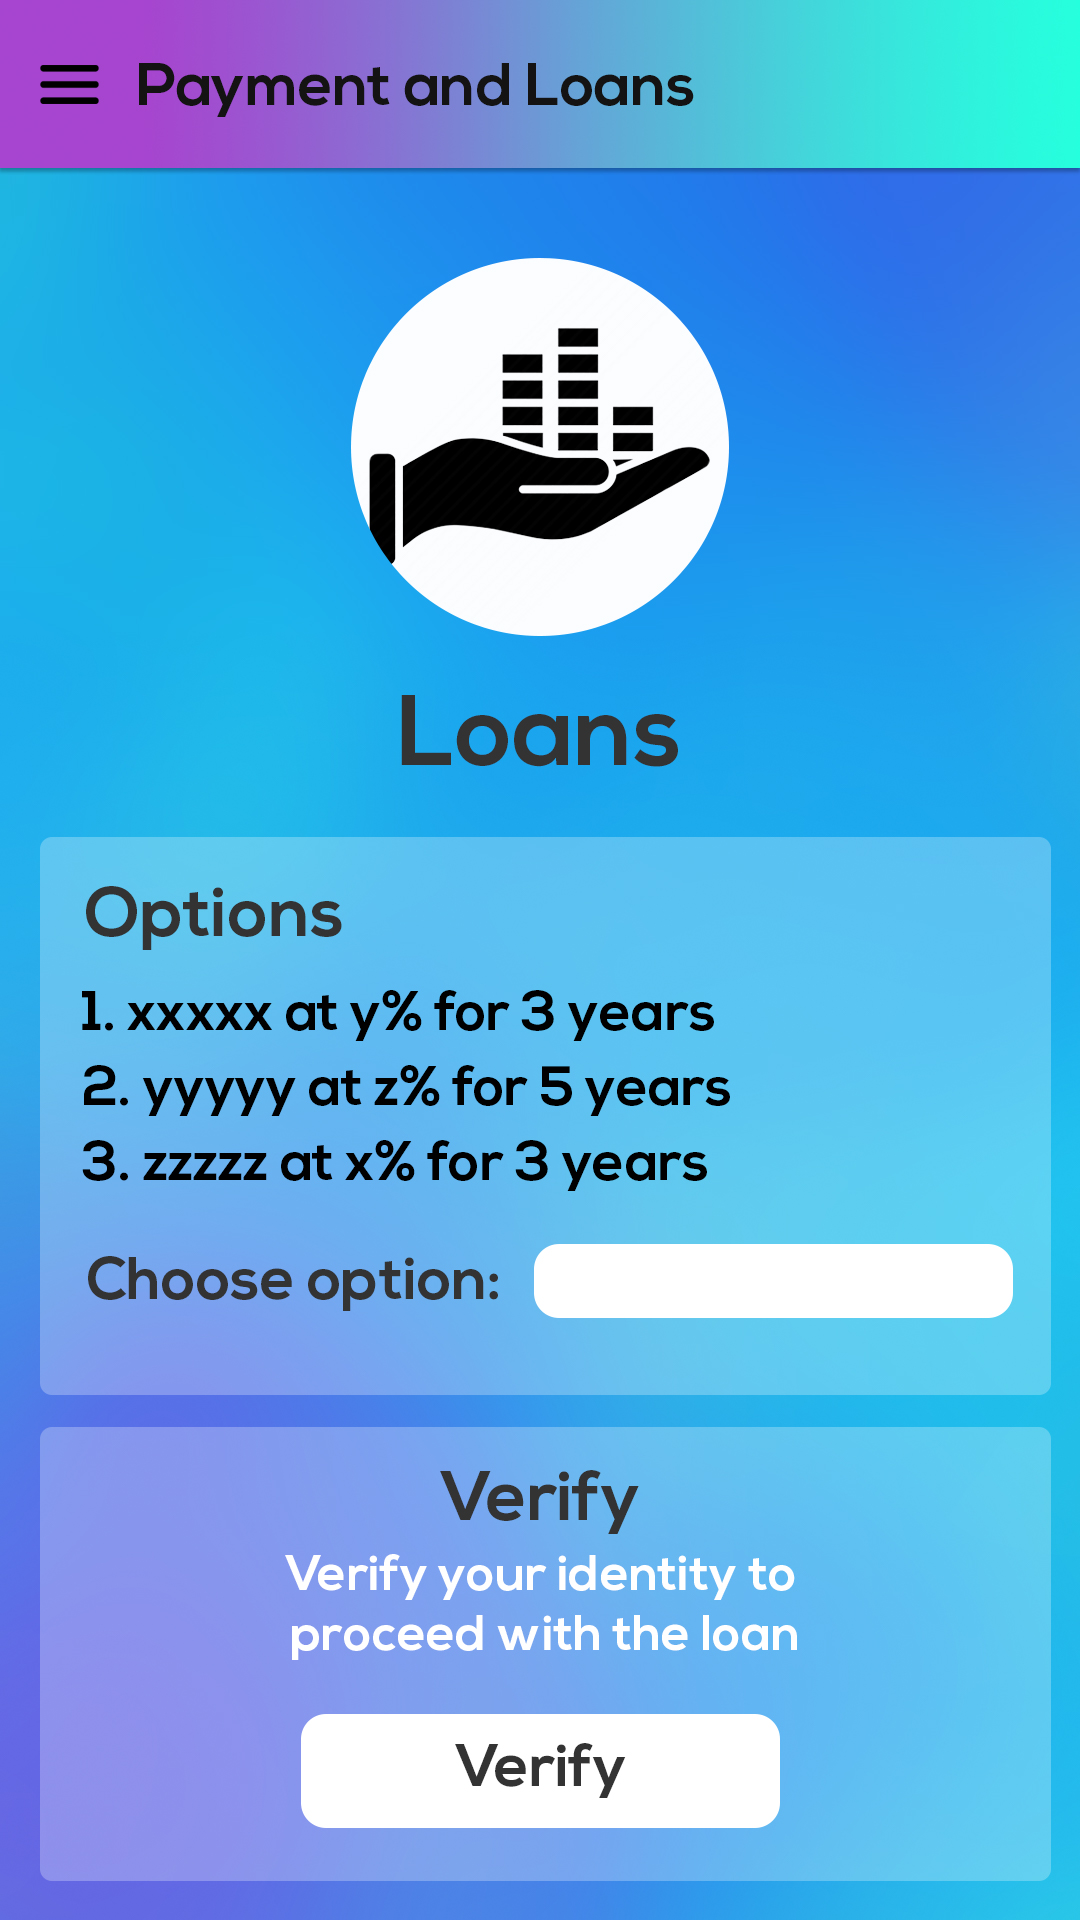 Payment and Loans
Loans
Options
1. xxxxx at y% for 3 years
2. yyyyy at z% for 5 years
3. zzzzz at x% for 3 years
Choose option:
Verify
Verify your identity to
proceed with the loan
Verify